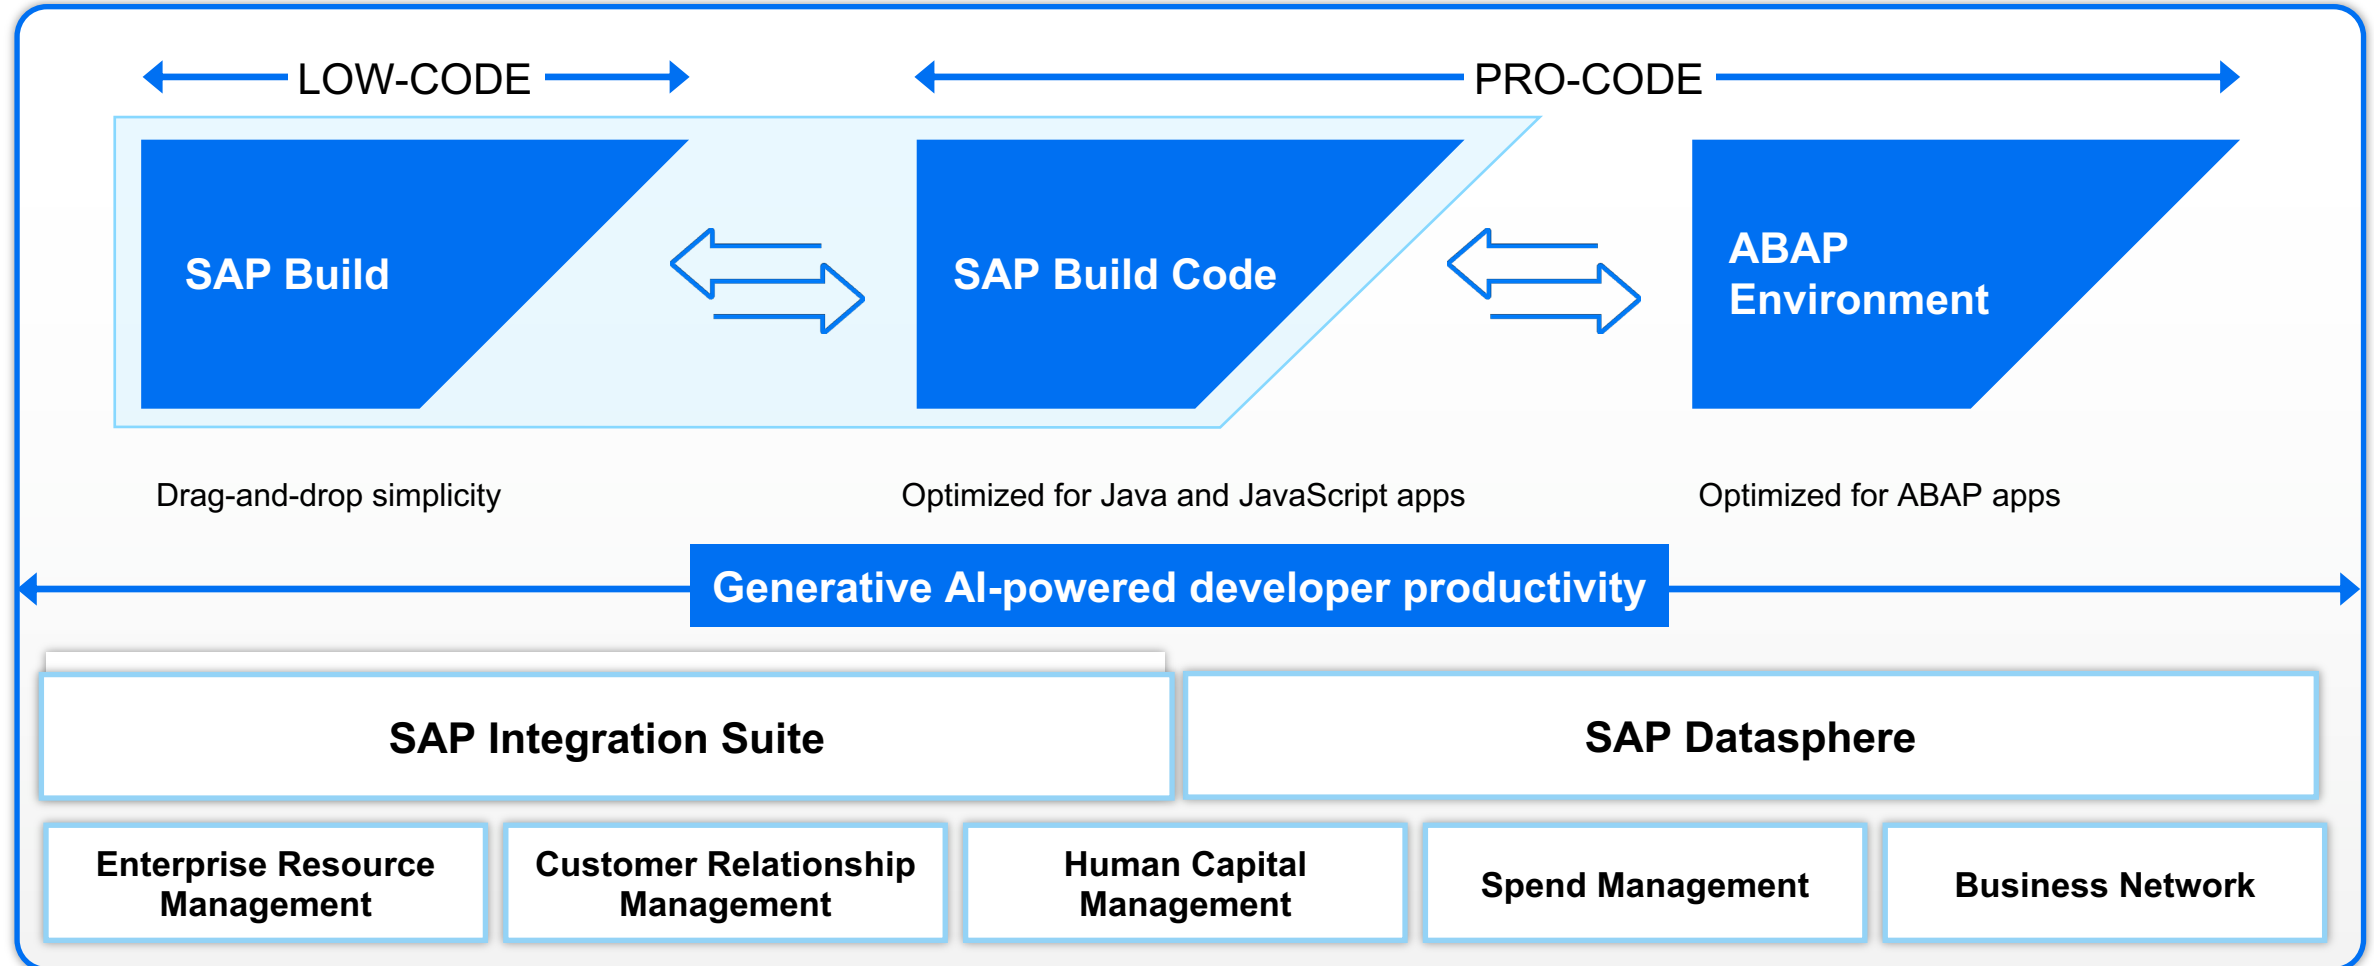 LOW-CODE
PRO-CODE
SAP Build
SAP Build Code
ABAP
Environment
Drag-and-drop simplicity
Optimized for Java and JavaScript apps
Optimized for ABAP apps
Generative AI-powered developer productivity
SAP Integration Suite
SAP Datasphere
Enterprise Resource
Management
Customer Relationship
Management
Human Capital
Management
Spend Management
Business Network